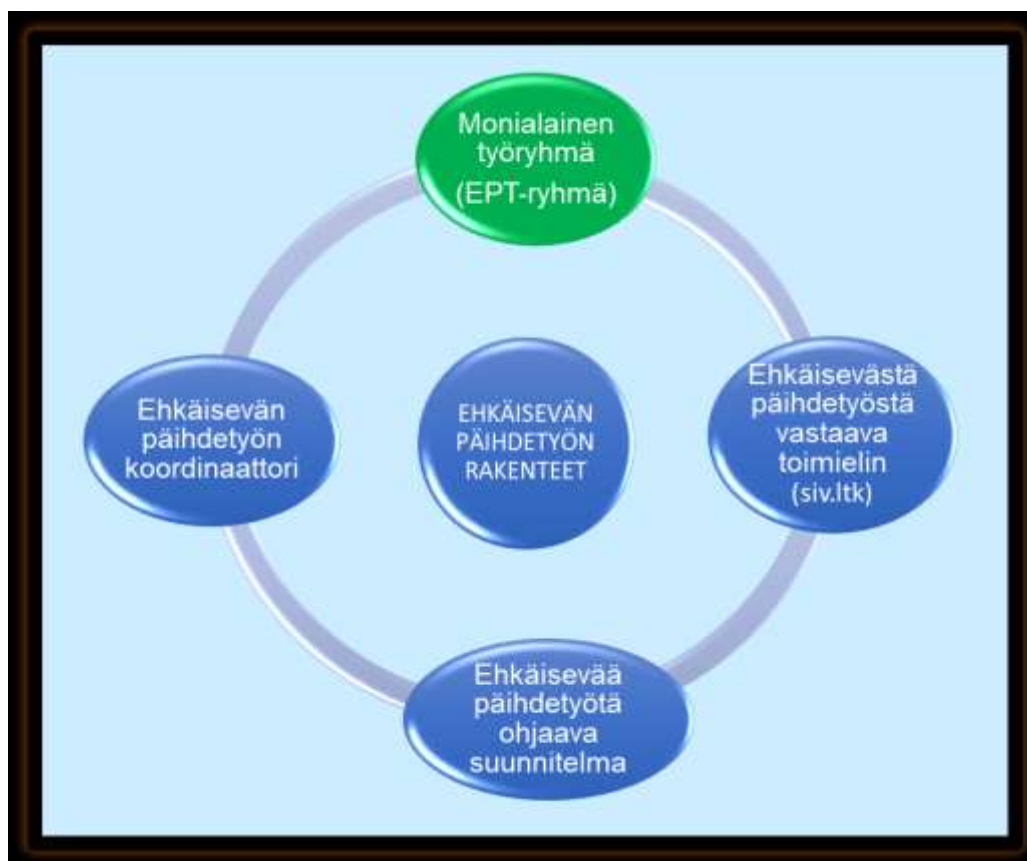 Monialainen
työryhmä
(EPT-ryhmä)
Ehkäisevästä
päihdetyöstä
vastaava
toimielin
(siv.ltk)
Ehkäisevää
päihdetyötä
ohjaava
suunnitelma
Ehkäisevän
päihdetyön
koordinaattori
EHKÄISEVÄN
PÄIHDETYÖN
RAKENTEET